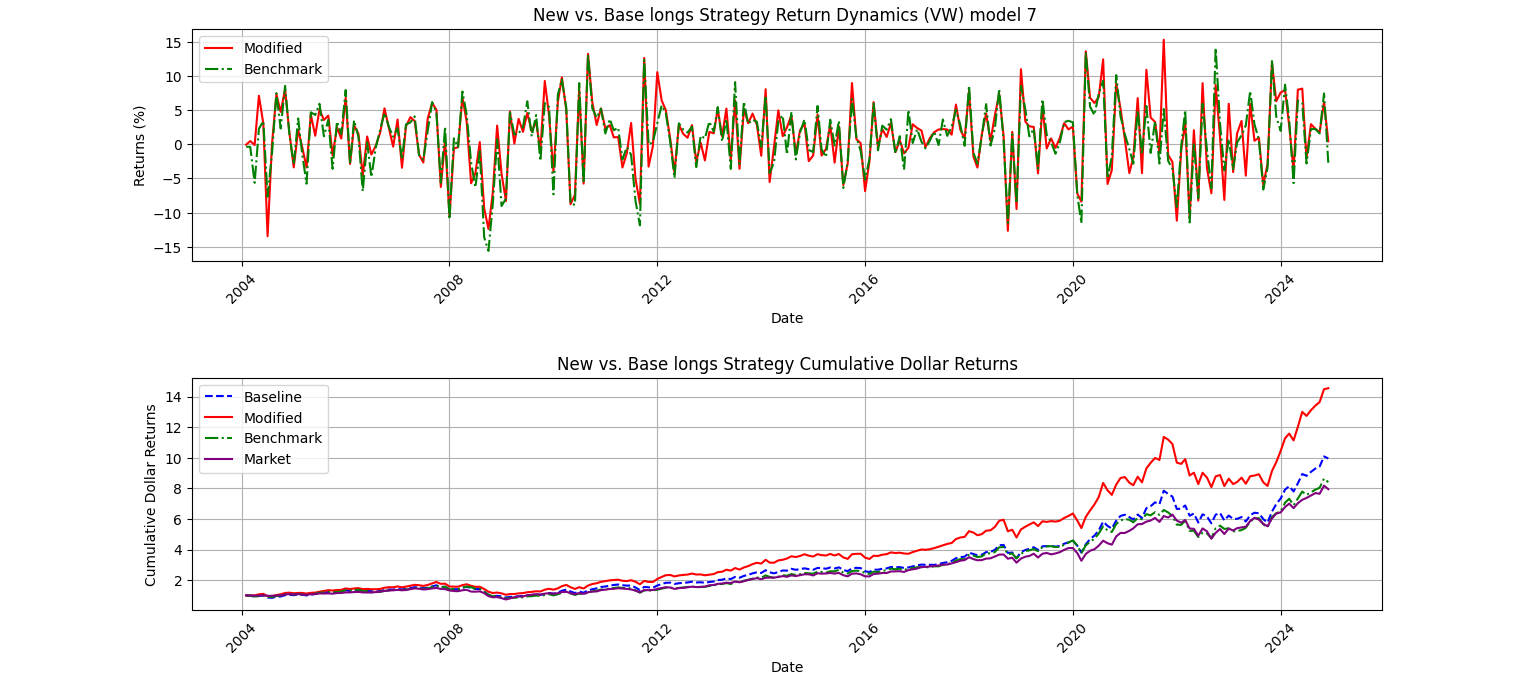 New vs. Base longs Strategy Return Dynamics (VW) model 7
Modified
Benchmark
Returns (%)
15
10
5
0
−5
−10
−15
2004
2008
2012
2016
2020
2024
Date
New vs. Base longs Strategy Cumulative Dollar Returns
Baseline
Modified
Benchmark
Market
Cumulative Dollar Returns
14
12
10
8
6
4
2
2004
2008
2012
2016
2020
2024
Date